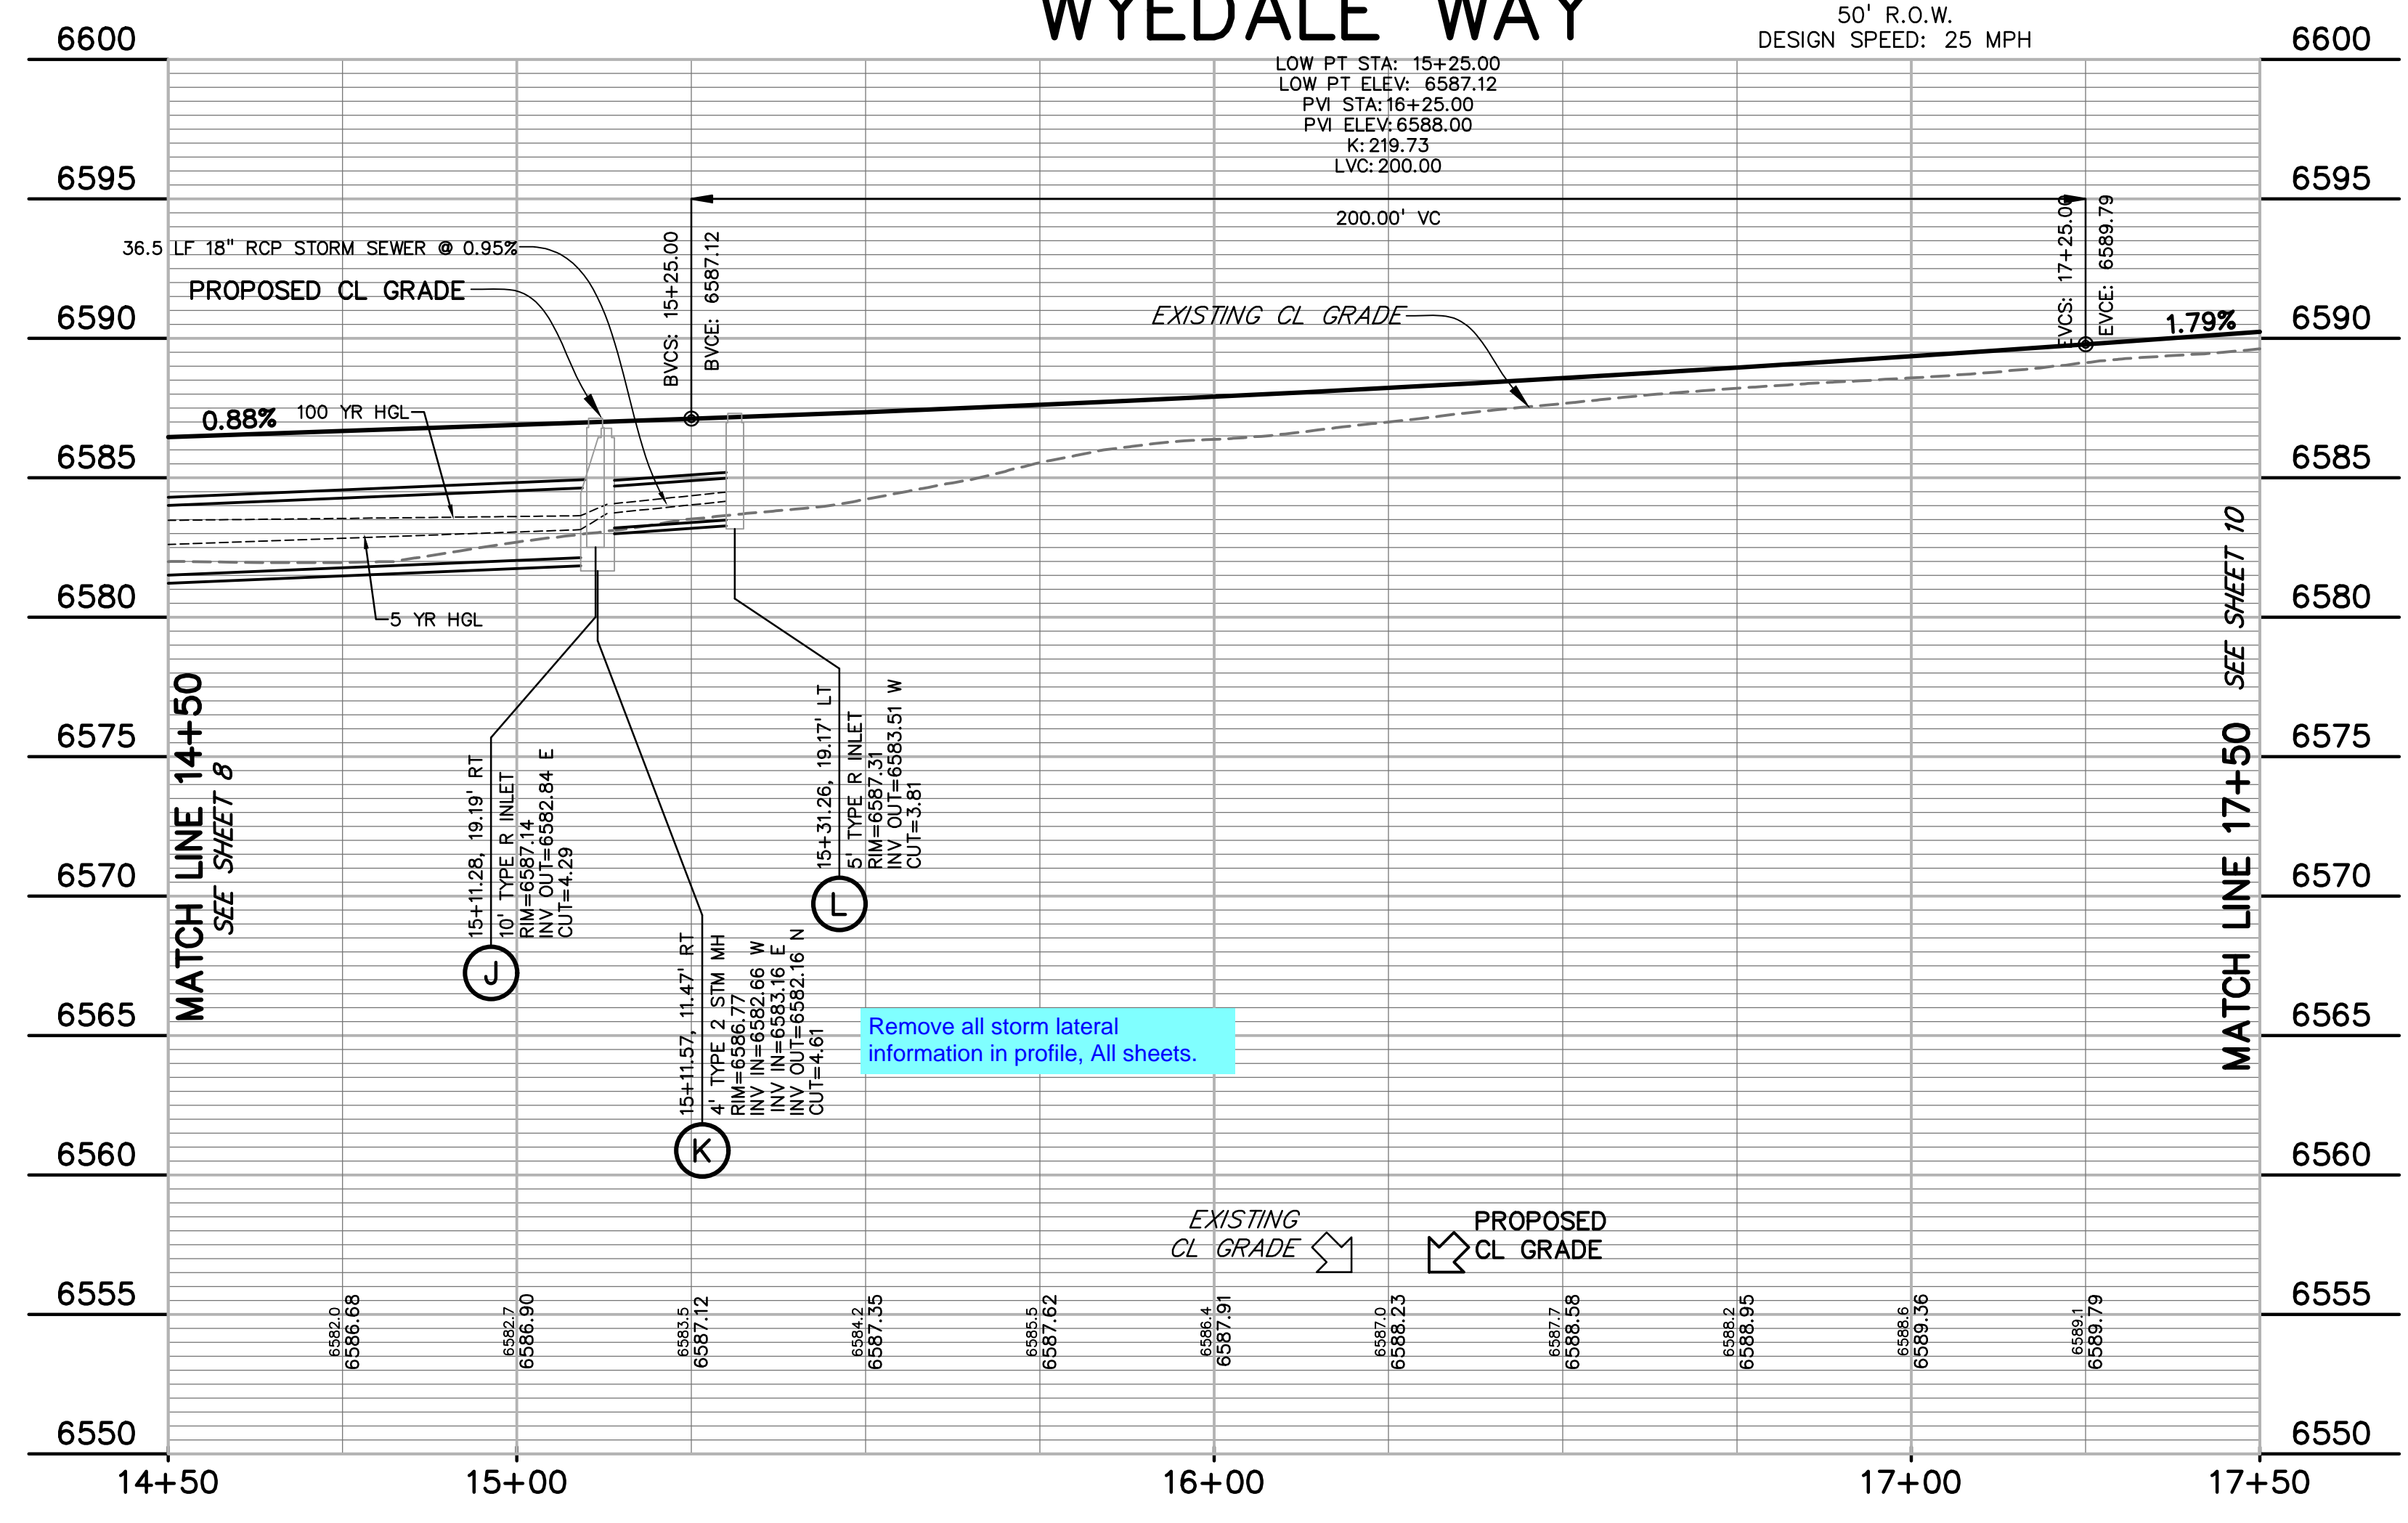 WYEDALE WAY
50' R.O.W.
DESIGN SPEED: 25 MPH
6600
6600
LOW PT STA: 15+25.00
LOW PT ELEV: 6587.12
PVI STA:16+25.00
PVI ELEV:6588.00
K:219.73
LVC:200.00
6595
6595
200.00' VC
BVCS: 15+25.00
BVCE: 6587.12
EVCS: 17+25.00
EVCE: 6589.79
36.5 LF 18" RCP STORM SEWER @ 0.95%
PROPOSED CL GRADE
EXISTING CL GRADE
6590
6590
1.79%
0.88%
100 YR HGL
6585
6585
5 YR HGL
6580
6580
MATCH LINE 14+50
SEE SHEET 8
MATCH LINE 17+50
SEE SHEET 10
6575
6575
15+11.28, 19.19' RT
10' TYPE R INLET
RIM=6587.14
INV OUT=6582.84 E
CUT=4.29
J
15+11.57, 11.47' RT
4' TYPE 2 STM MH
RIM=6586.77
INV IN=6582.66 W
INV IN=6583.16 E
INV OUT=6582.16 N
CUT=4.61
K
15+31.26, 19.17' LT
5' TYPE R INLET
RIM=6587.31
INV OUT=6583.51 W
CUT=3.81
L
6570
6570
6565
6565
Remove all storm lateral
information in profile, All sheets.
6560
6560
EXISTING
CL GRADE
PROPOSED
CL GRADE
6555
6555
6582.0
6586.68
6582.7
6586.90
6583.5
6587.12
6584.2
6587.35
6585.5
6587.62
6586.4
6587.91
6587.0
6588.23
6587.7
6588.58
6588.2
6588.95
6588.6
6589.36
6589.1
6589.79
6550
6550
14+50
15+00
16+00
17+00
17+50